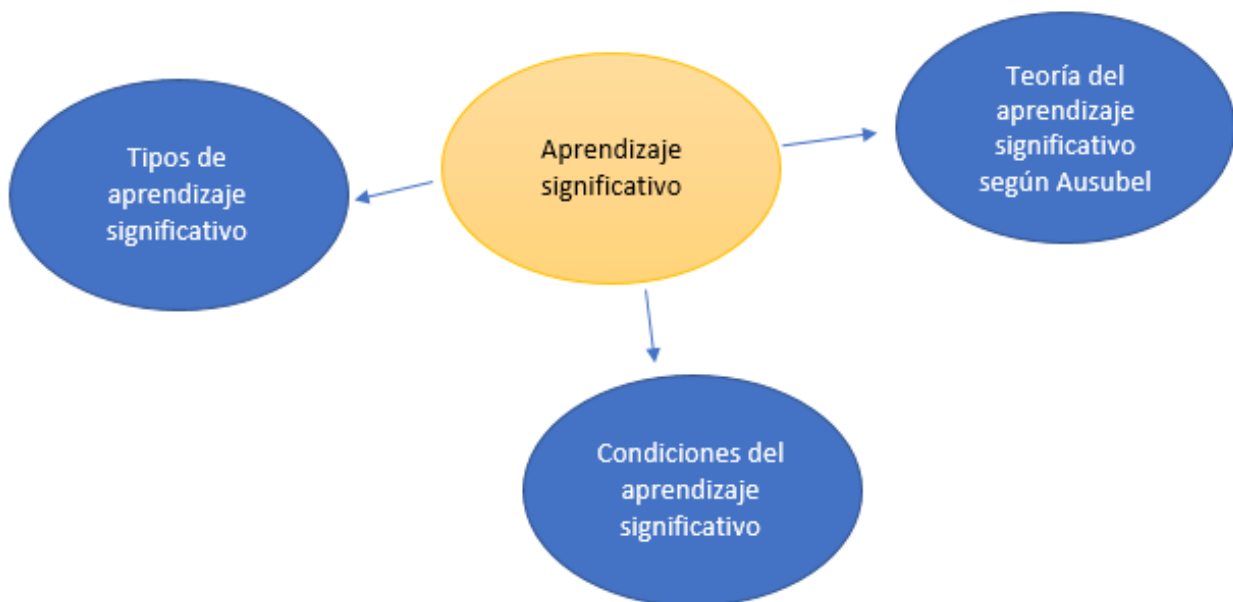 Teoría del
aprendizaje
significativo
según Ausubel
Aprendizaje
significativo
Tipos de
aprendizaje
significativo
Condiciones del
aprendizaje
significativo